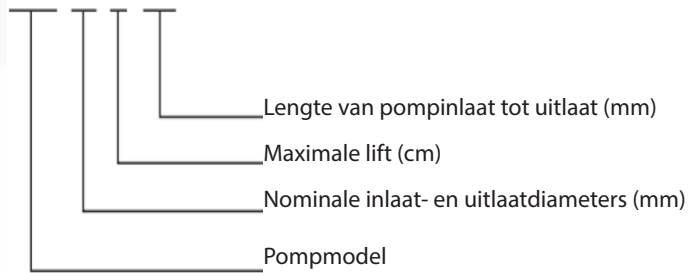 Lengte van pompinlaat tot uitlaat (mm)
Maximale lift (cm)
Nominale inlaat- en uitlaatdiameters (mm)
Pompmodel